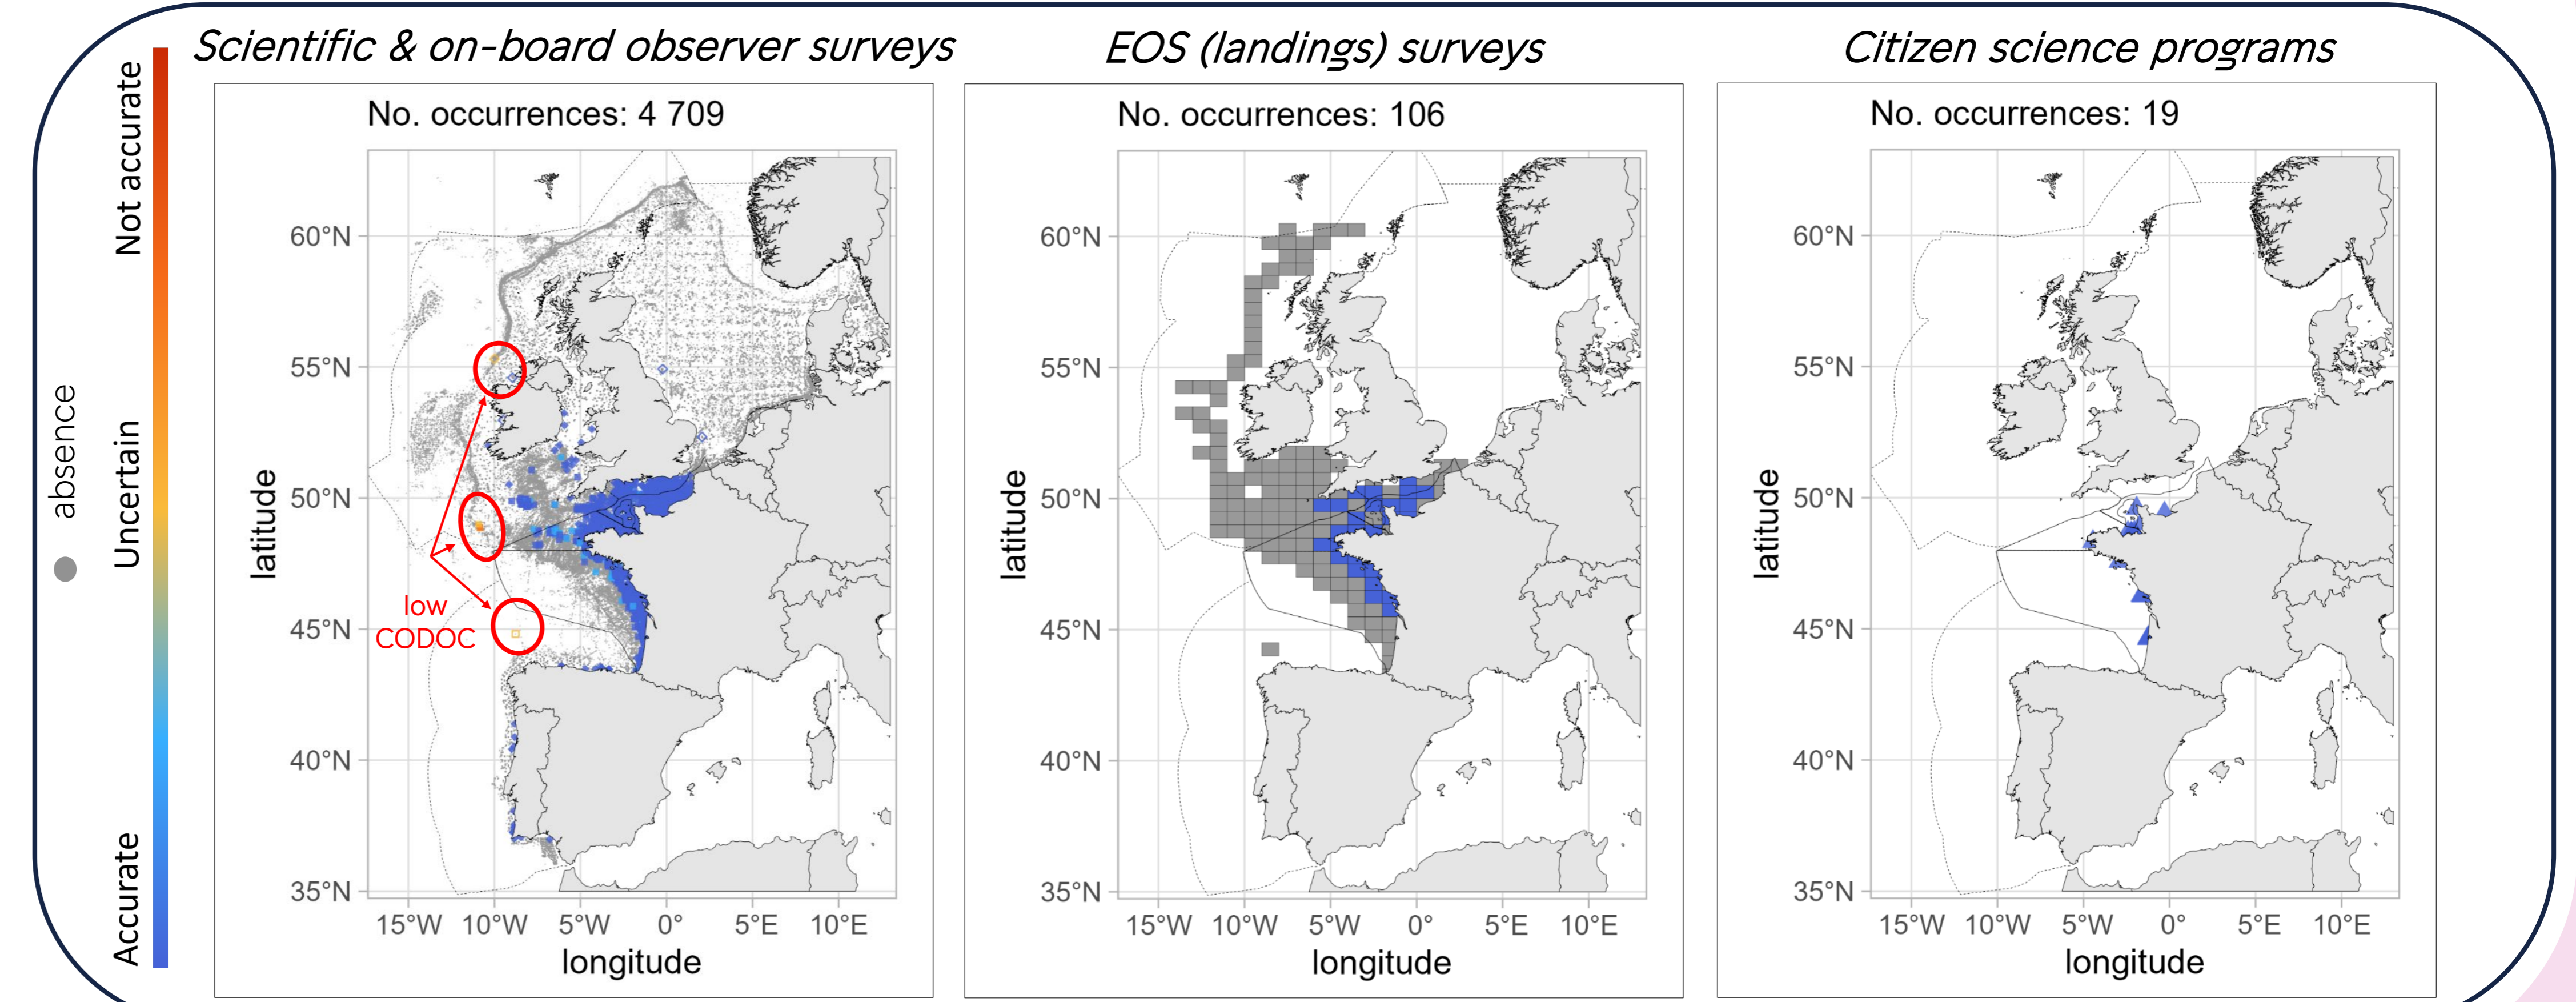 Scientific & on-board observer surveys
EOS (landings) surveys
Citizen science programs
Not accurate
Uncertain
Accurate
absence
No. occurrences: 4 709
60°N
55°N
50°N
45°N
40°N
35°N
latitude
low
CODOC
15°W 10°W 5°W 0° 5°E 10°E
longitude
No. occurrences: 106
60°N
55°N
50°N
45°N
40°N
35°N
latitude
15°W 10°W 5°W 0° 5°E 10°E
longitude
No. occurrences: 19
60°N
55°N
50°N
45°N
40°N
35°N
latitude
15°W 10°W 5°W 0° 5°E 10°E
longitude